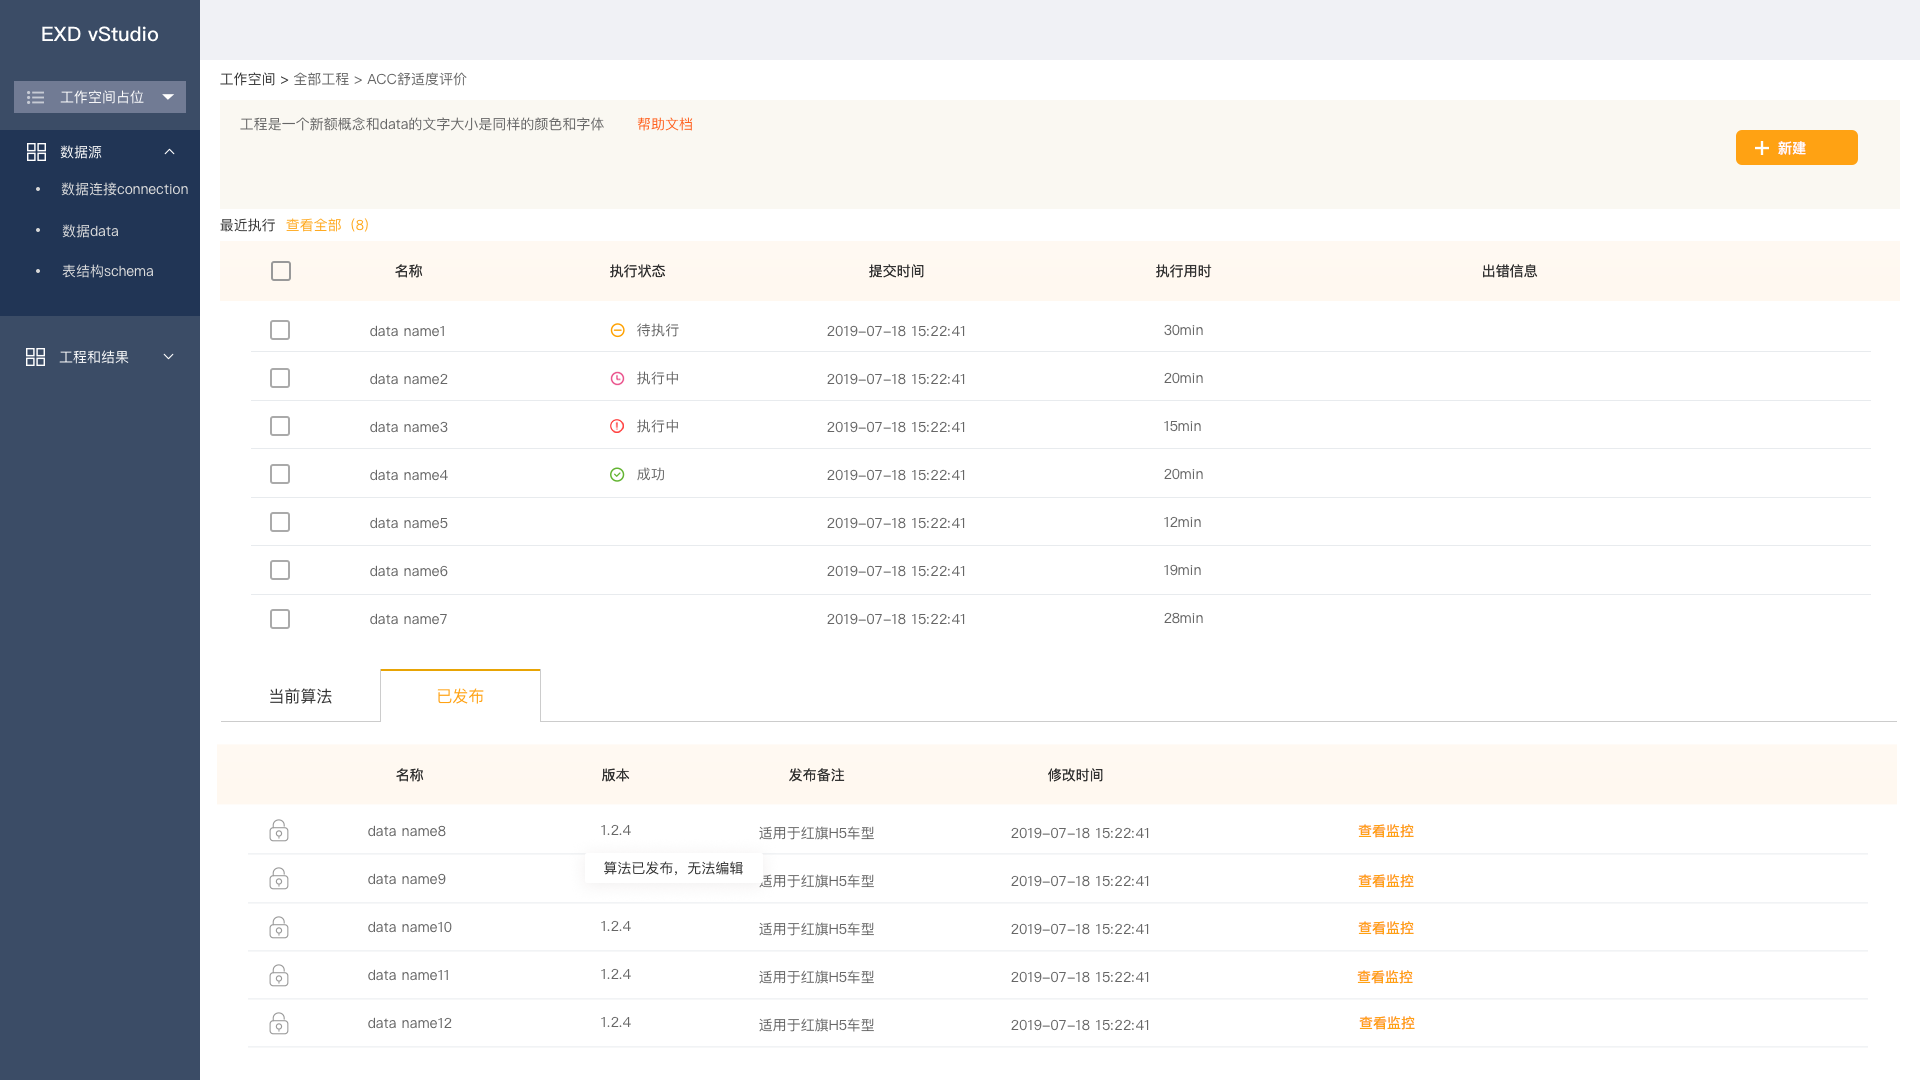 EXD vStudio
工作空间占位
数据源
数据连接connection
数据data
表结构schema
工程和结果
工作空间 > 全部工程 > ACC舒适度评价
工程是一个新额概念和data的文字大小是同样的颜色和字体 帮助文档
新建
最近执行 查看全部（8）
名称 执行状态 提交时间 执行用时 出错信息
data name1 待执行 2019-07-18 15:22:41 30min
data name2 执行中 2019-07-18 15:22:41 20min
data name3 执行中 2019-07-18 15:22:41 15min
data name4 成功 2019-07-18 15:22:41 20min
data name5 2019-07-18 15:22:41 12min
data name6 2019-07-18 15:22:41 19min
data name7 2019-07-18 15:22:41 28min
当前算法 已发布
名称 版本 发布备注 修改时间
data name8 1.2.4 适用于红旗H5车型 2019-07-18 15:22:41 查看监控
算法已发布，无法编辑
data name9 适用于红旗H5车型 2019-07-18 15:22:41 查看监控
data name10 1.2.4 适用于红旗H5车型 2019-07-18 15:22:41 查看监控
data name11 1.2.4 适用于红旗H5车型 2019-07-18 15:22:41 查看监控
data name12 1.2.4 适用于红旗H5车型 2019-07-18 15:22:41 查看监控